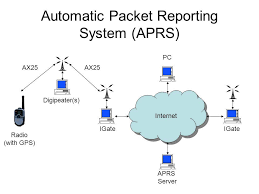 Automatic Packet Reporting
System (APRS)
PC
AX25
AX25
Digipeater(s)
Internet
Radio
(with GPS)
IGate
IGate
APRS
Server